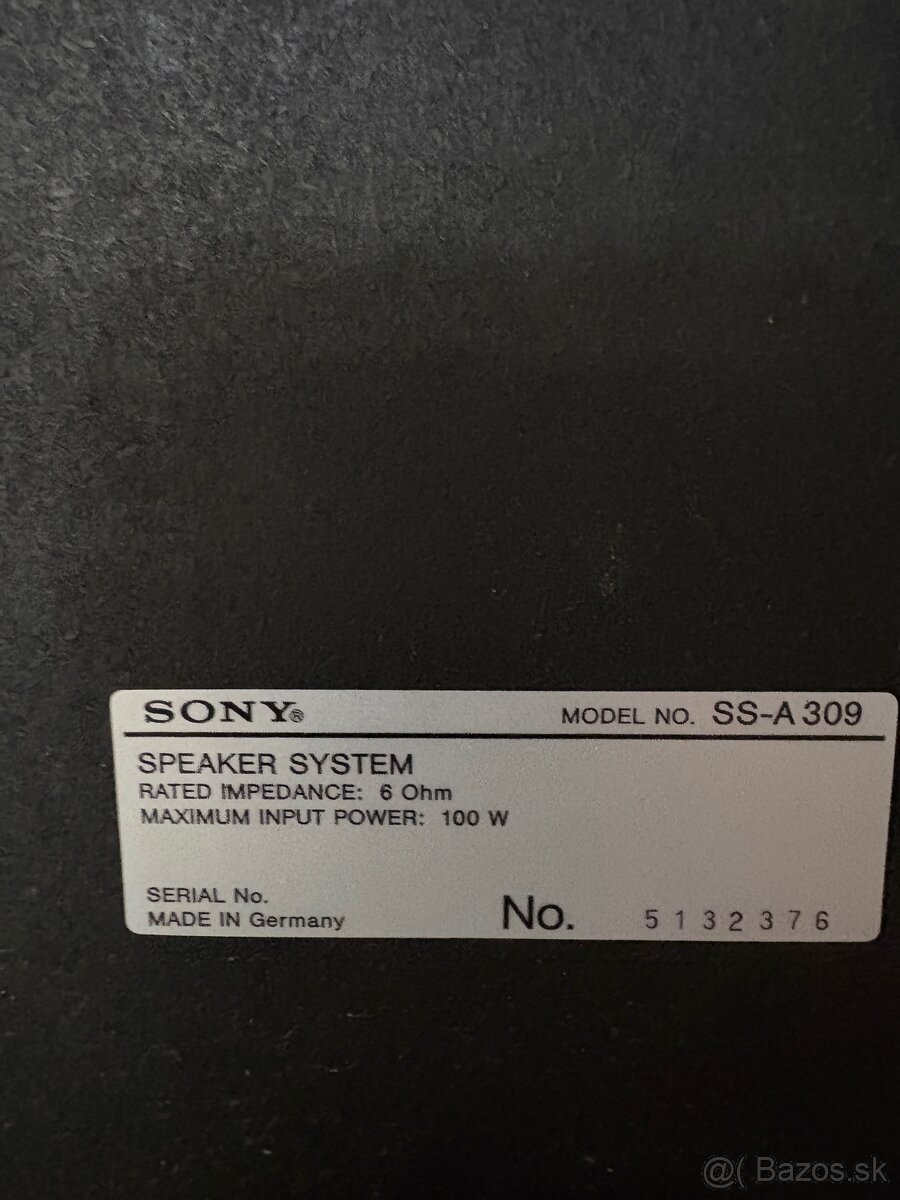 SONY® MODEL NO. SS-A309
SPEAKER SYSTEM
RATED IMPEDANCE: 6 Ohm
MAXIMUM INPUT POWER: 100 W
SERIAL No.
MADE IN Germany No. 5132376
@( Bazos.sk